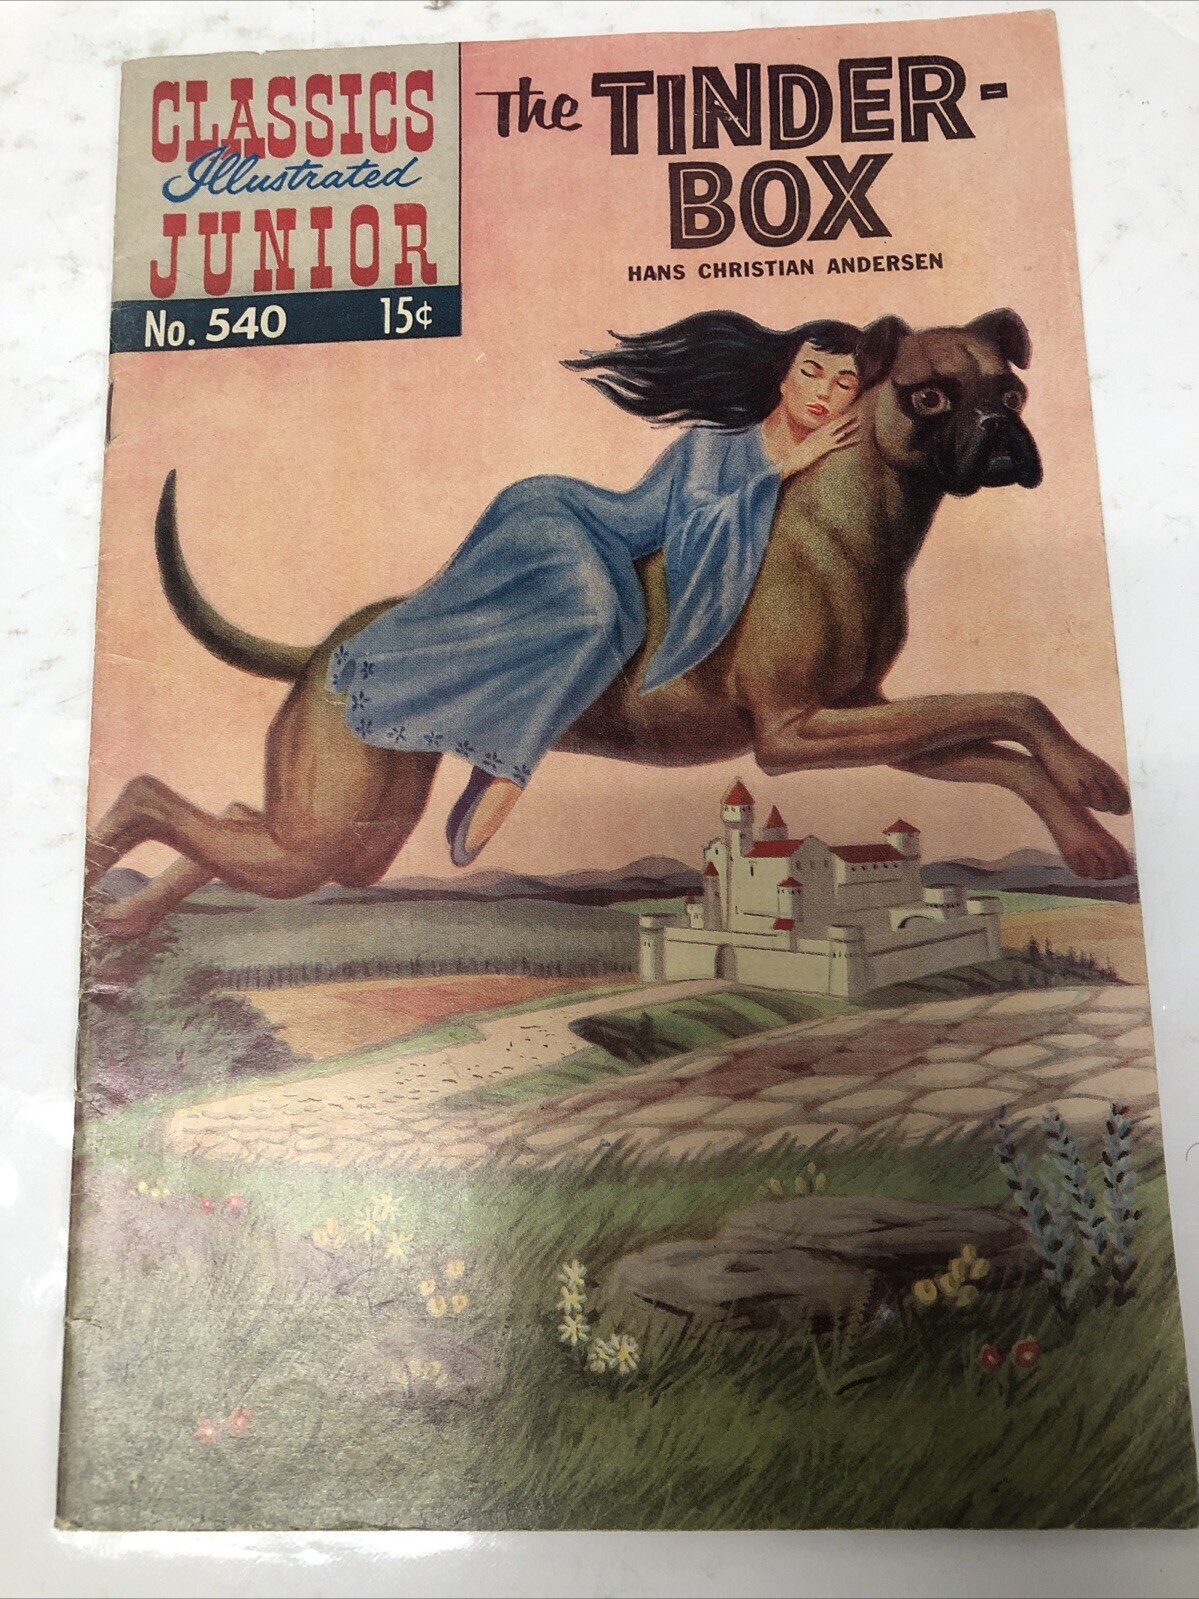 CLASSICS
Illustrated
JUNIOR
No. 540 15¢
The TINDER-
BOX
HANS CHRISTIAN ANDERSEN